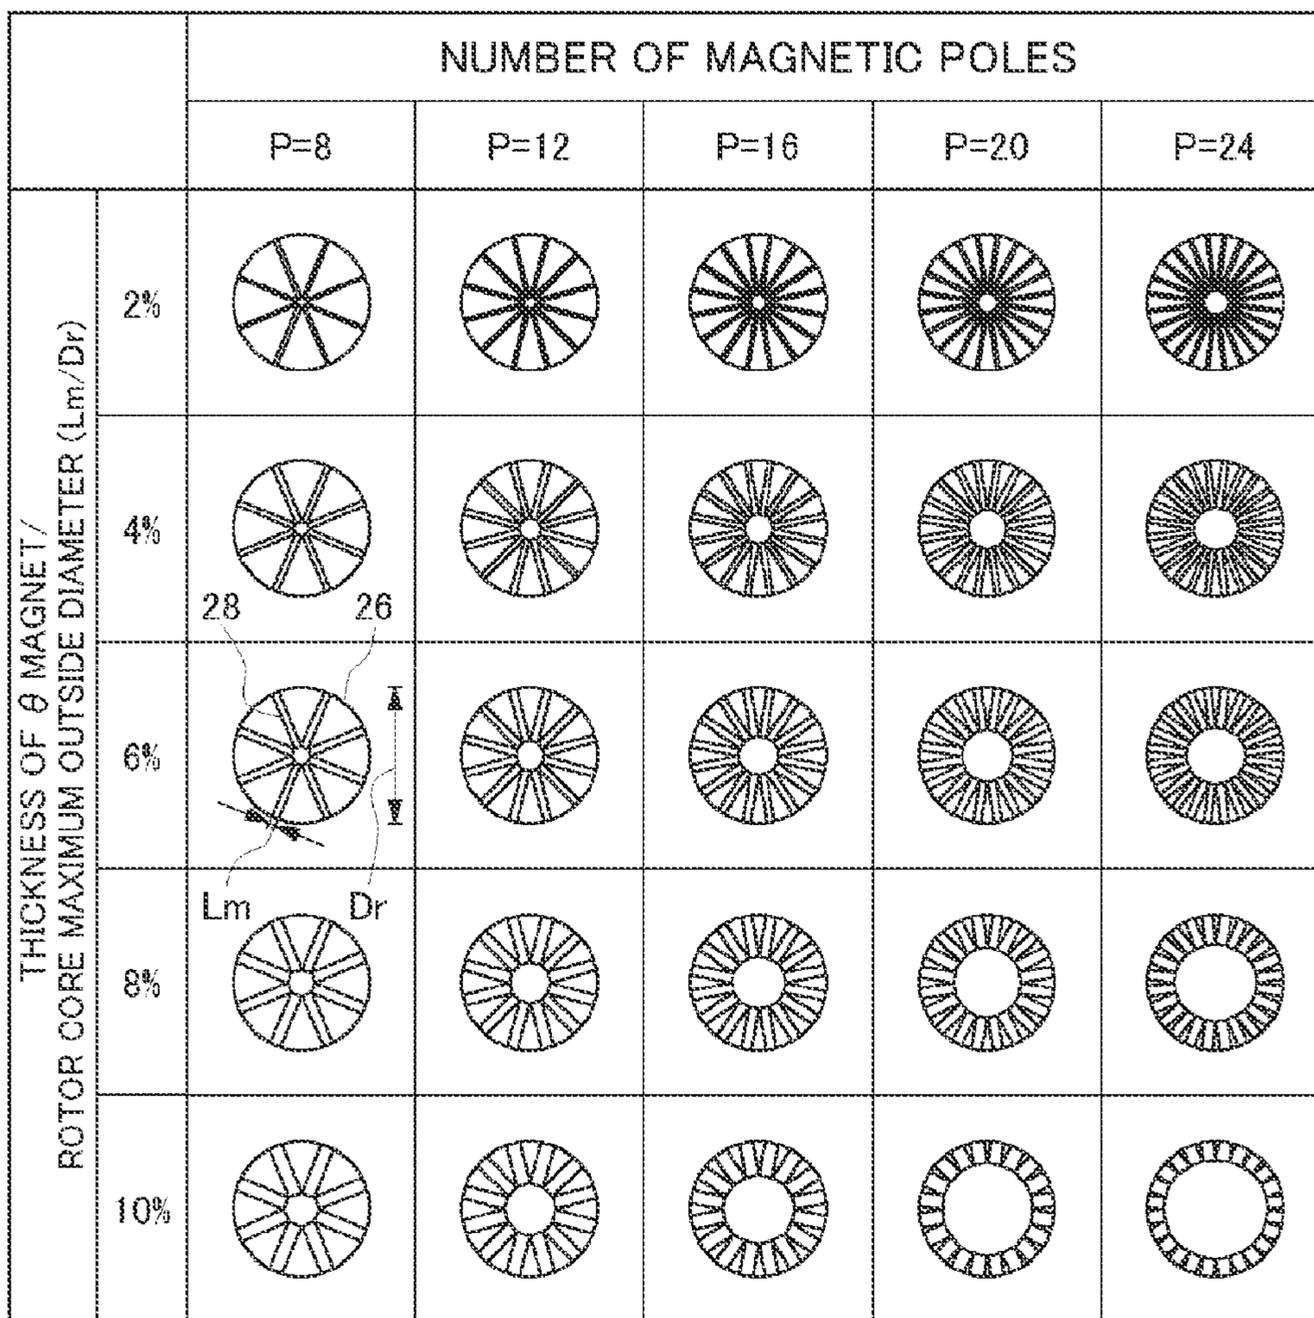 NUMBER OF MAGNETIC POLES
P=8 P=12 P=16 P=20 P=24
THICKNESS OF θ MAGNET/
ROTOR CORE MAXIMUM OUTSIDE DIAMETER (Lm/Dr)
2%
4%
28 26
6%
Lm Dr
8%
10%